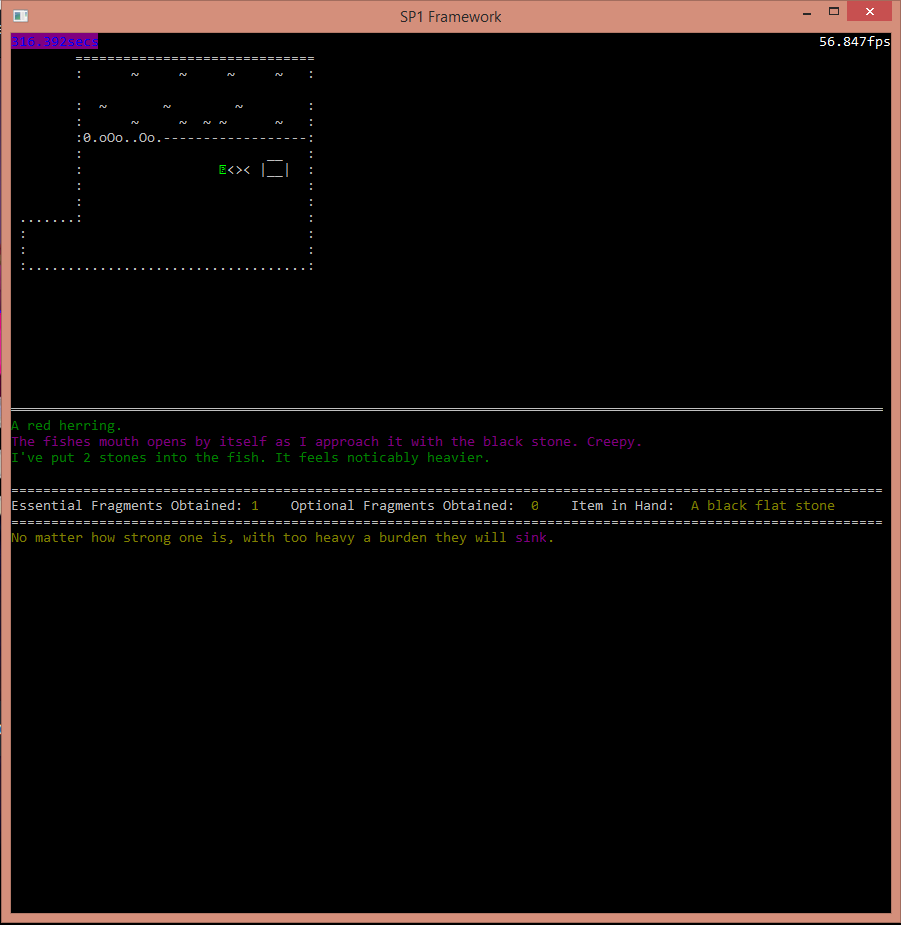 SP1 Framework
316.392secs 56.847fps
==============================
: ~ ~ ~ ~ :
: ~ ~ ~ :
: ~ ~ ~ ~ ~ :
:0.oOo..Oo.------------------:
: __ :
: <>< |__| :
: :
: :
.......: :
: :
: :
:...................................:
A red herring.
The fishes mouth opens by itself as I approach it with the black stone. Creepy.
I've put 2 stones into the fish. It feels noticably heavier.
Essential Fragments Obtained: 1 Optional Fragments Obtained: 0 Item in Hand: A black flat stone
No matter how strong one is, with too heavy a burden they will sink.